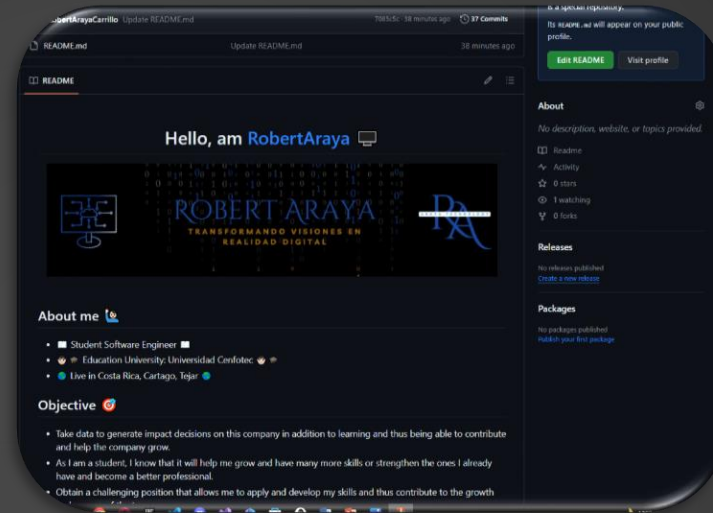 obertArayaCarrillo Update README.md
38 minutes ago
37 Commits
README.md
Update README.md
38 minutes ago
README
Hello, am RobertAraya
ROBERT ARAYA
TRANSFORMANDO VISIONES EN
REALIDAD DIGITAL
RA
About me
Student Software Engineer
Education University: Universidad Cenfotec
Live in Costa Rica, Cartago, Tejar
Objective
Take data to generate impact decisions on this company in addition to learning and thus being able to contribute
and help the company grow.
As I am a student, I know that it will help me grow and have many more skills or strengthen the ones I already
have and become a better professional.
Obtain a challenging position that allows me to apply and develop my skills and thus contribute to the growth
is a special repository.
Its README.md will appear on your public
profile.
Edit README
Visit profile
About
No description, website, or topics provided.
Readme
Activity
0 stars
1 watching
0 forks
Releases
No releases published
Create a new release
Packages
No packages published
Publish your first package